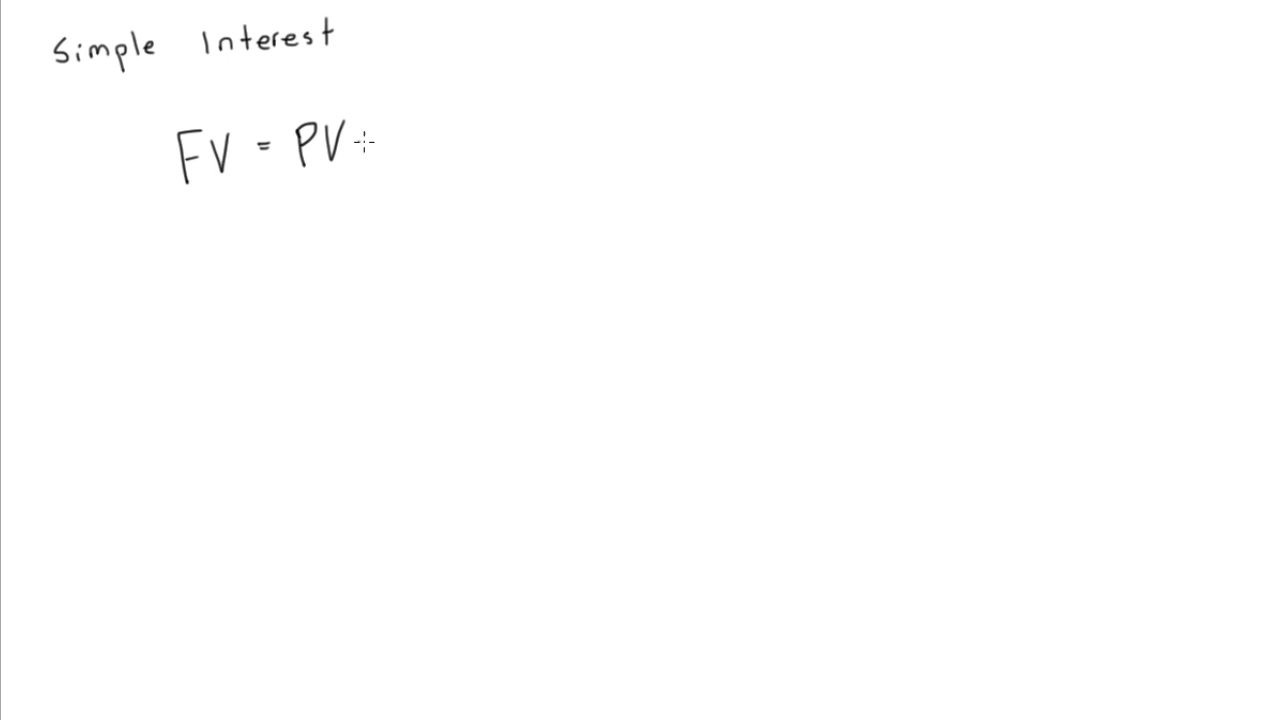 Simple Interest
FV = PV